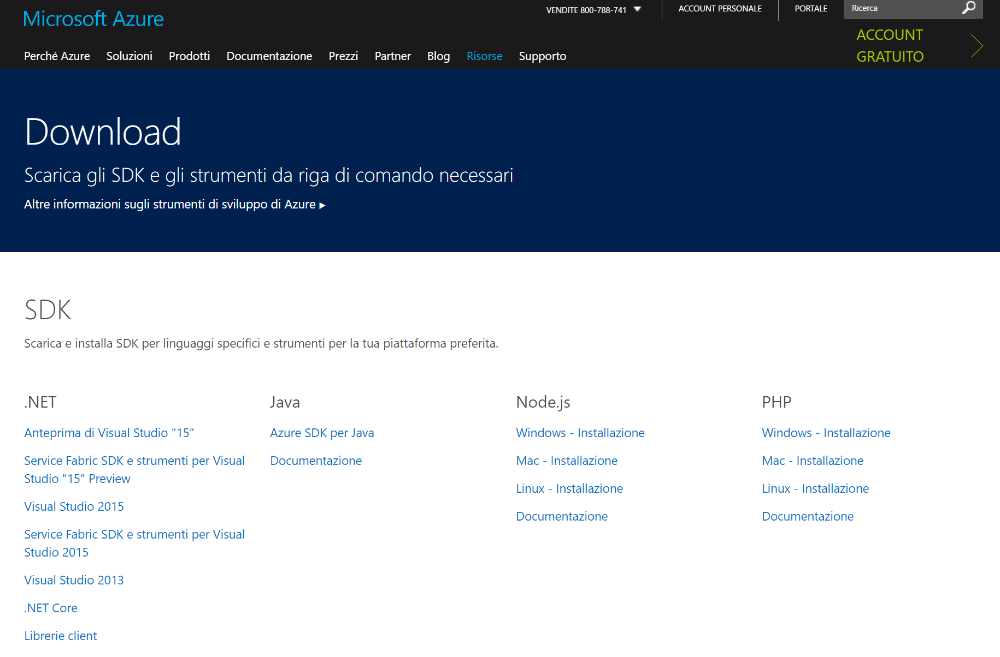 Microsoft Azure
VENDITE 800-788-741
ACCOUNT PERSONALE
PORTALE
Ricerca
ACCOUNT
GRATUITO
Perché Azure
Soluzioni
Prodotti
Documentazione
Prezzi
Partner
Blog
Risorse
Supporto
Download
Scarica gli SDK e gli strumenti da riga di comando necessari
Altre informazioni sugli strumenti di sviluppo di Azure
SDK
Scarica e installa SDK per linguaggi specifici e strumenti per la tua piattaforma preferita.
.NET
Anteprima di Visual Studio "15"
Service Fabric SDK e strumenti per Visual
Studio "15" Preview
Visual Studio 2015
Service Fabric SDK e strumenti per Visual
Studio 2015
Visual Studio 2013
.NET Core
Librerie client
Java
Azure SDK per Java
Documentazione
Node.js
Windows - Installazione
Mac - Installazione
Linux - Installazione
Documentazione
PHP
Windows - Installazione
Mac - Installazione
Linux - Installazione
Documentazione